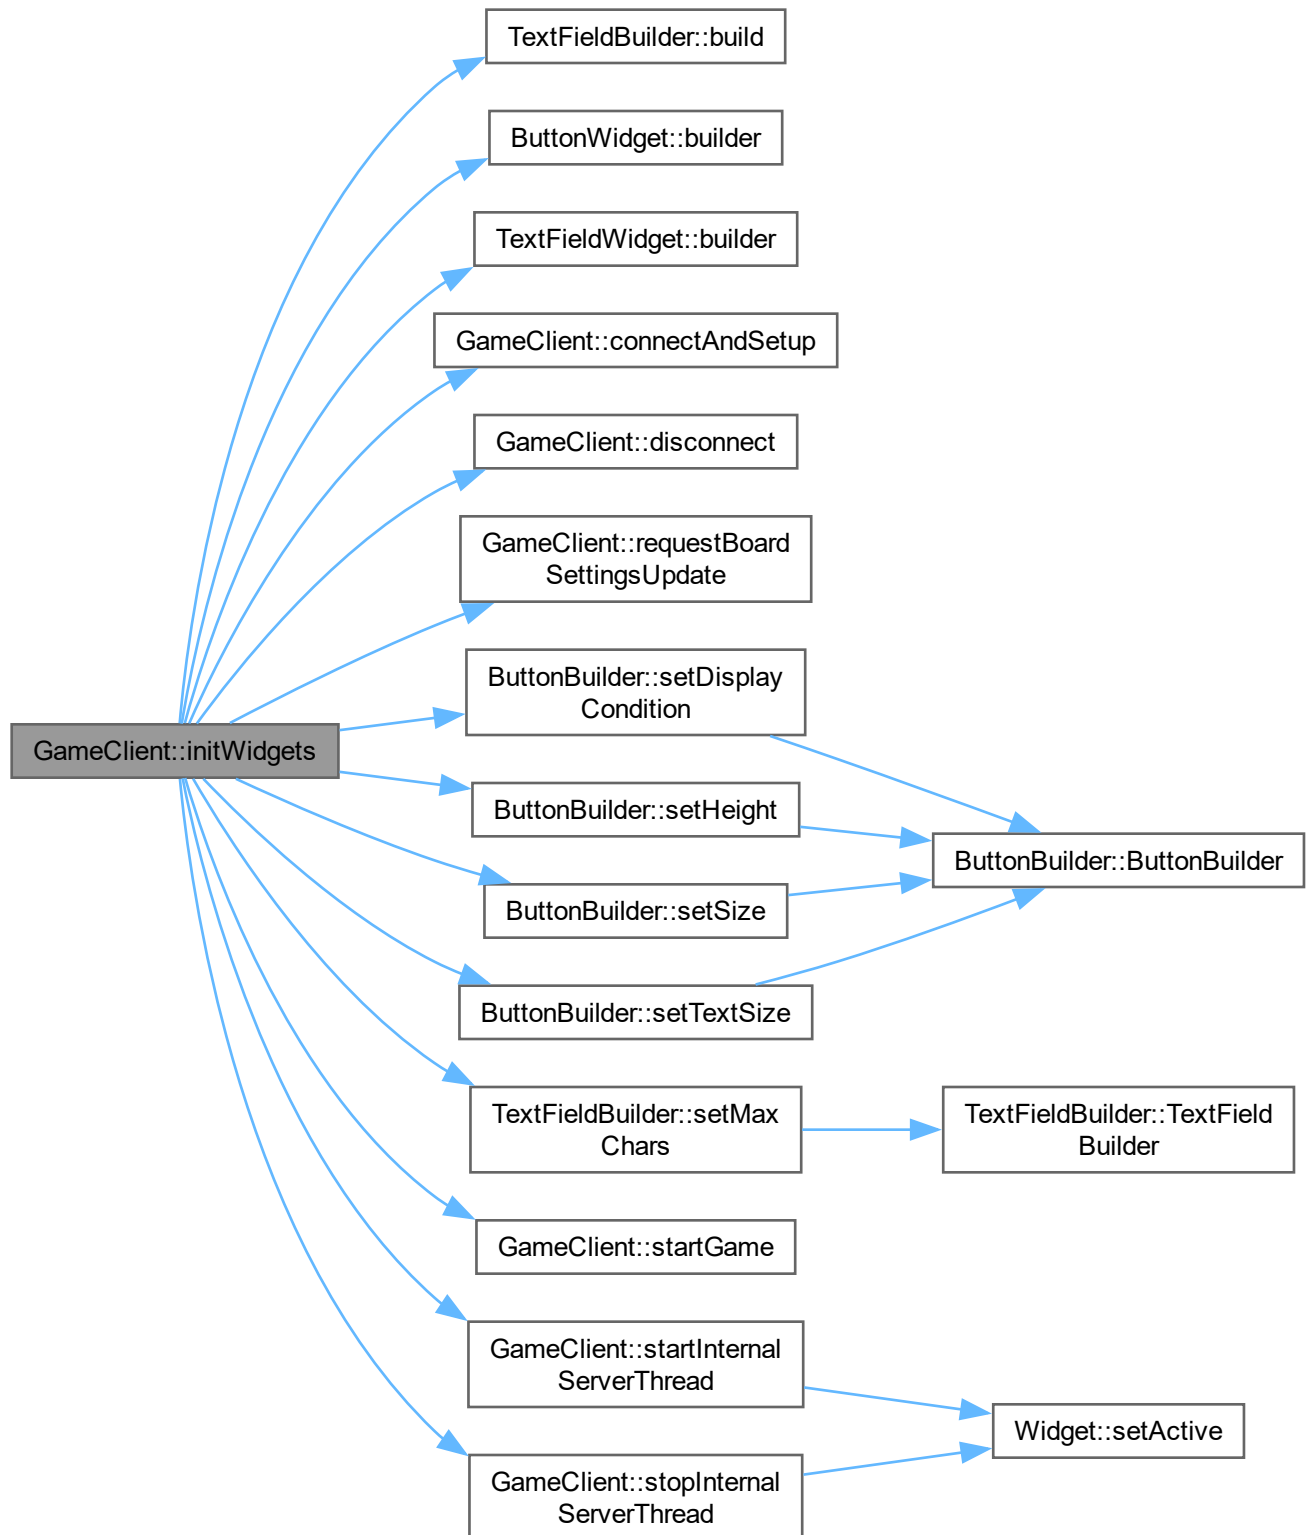 TextFieldBuilder::build
ButtonWidget::builder
TextFieldWidget::builder
GameClient::connectAndSetup
GameClient::disconnect
GameClient::requestBoard
SettingsUpdate
ButtonBuilder::setDisplay
Condition
GameClient::initWidgets
ButtonBuilder::setHeight
ButtonBuilder::ButtonBuilder
ButtonBuilder::setSize
ButtonBuilder::setTextSize
TextFieldBuilder::setMax
Chars
TextFieldBuilder::TextField
Builder
GameClient::startGame
GameClient::startInternal
ServerThread
Widget::setActive
GameClient::stopInternal
ServerThread